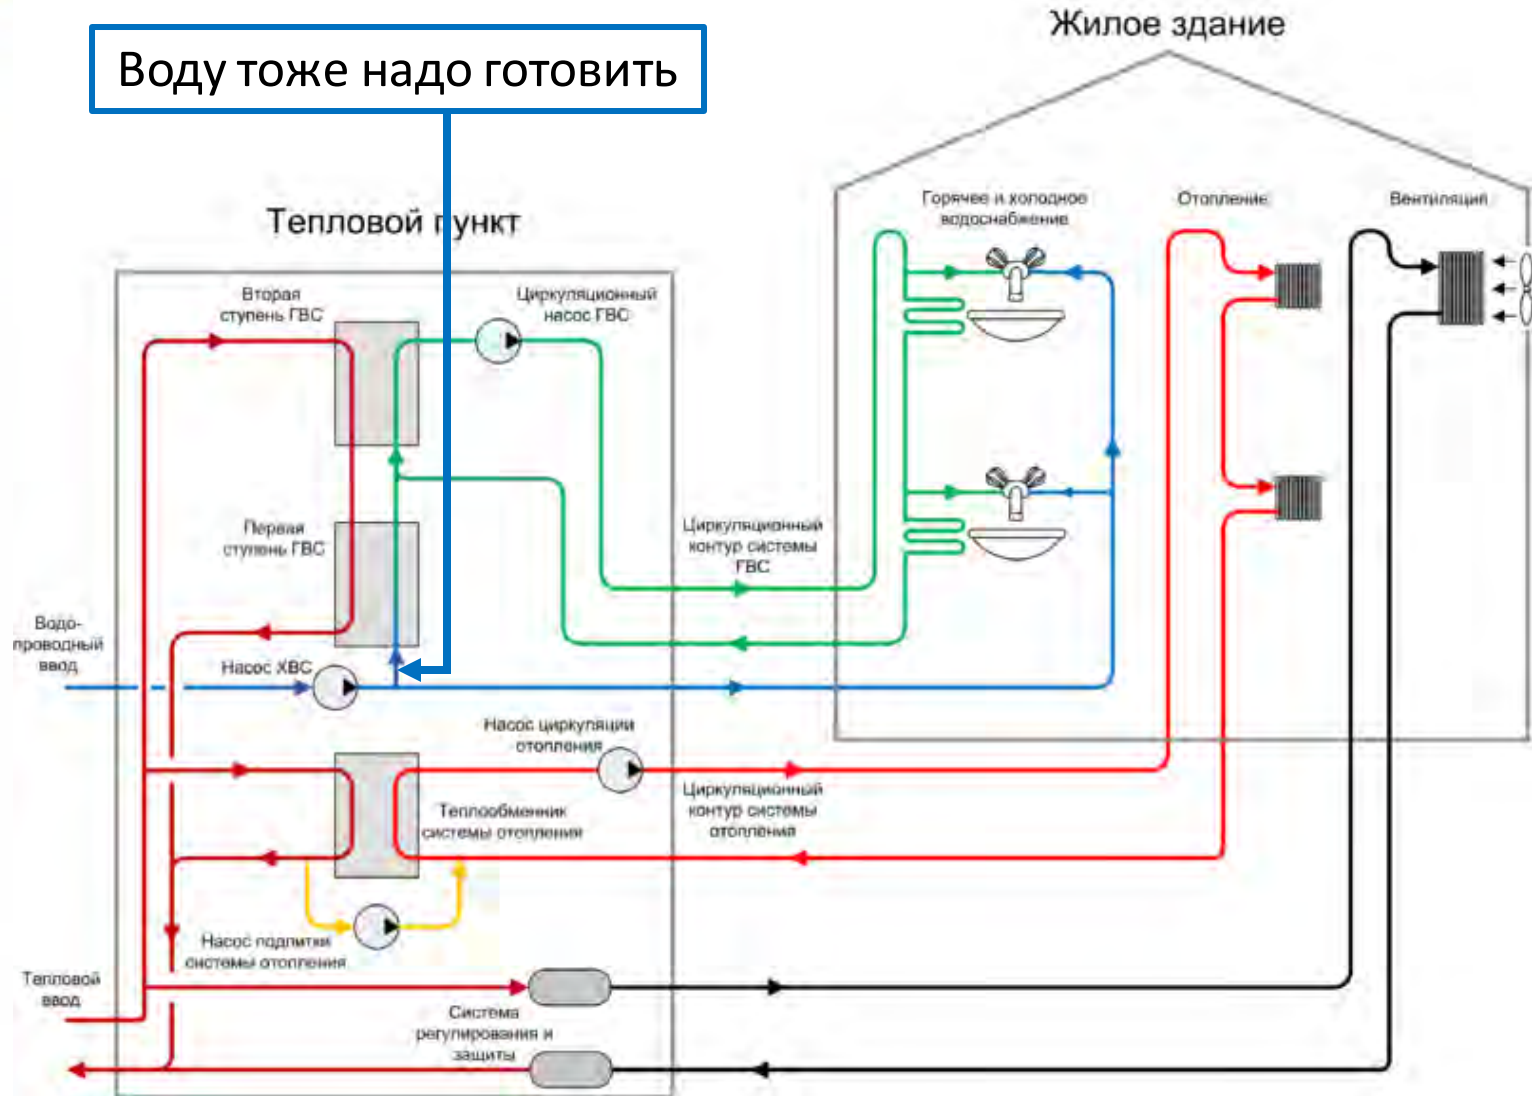 Жилое здание
Воду тоже надо готовить
Тепловой пункт
Горячее и холодное
водоснабжение
Отопление
Вентиляция
Вторая
ступень ГВС
Циркуляционный
насос ГВС
Первая
ступень ГВС
Циркуляционный
контур системы
ГВС
Водо-
проводный
ввод
Насос ХВС
Насос циркуляции
отопления
Теплообменник
системы отопления
Циркуляционный
контур системы
отопления
Насос подпитки
системы отопления
Тепловой
ввод
Система
регулирования и
защиты